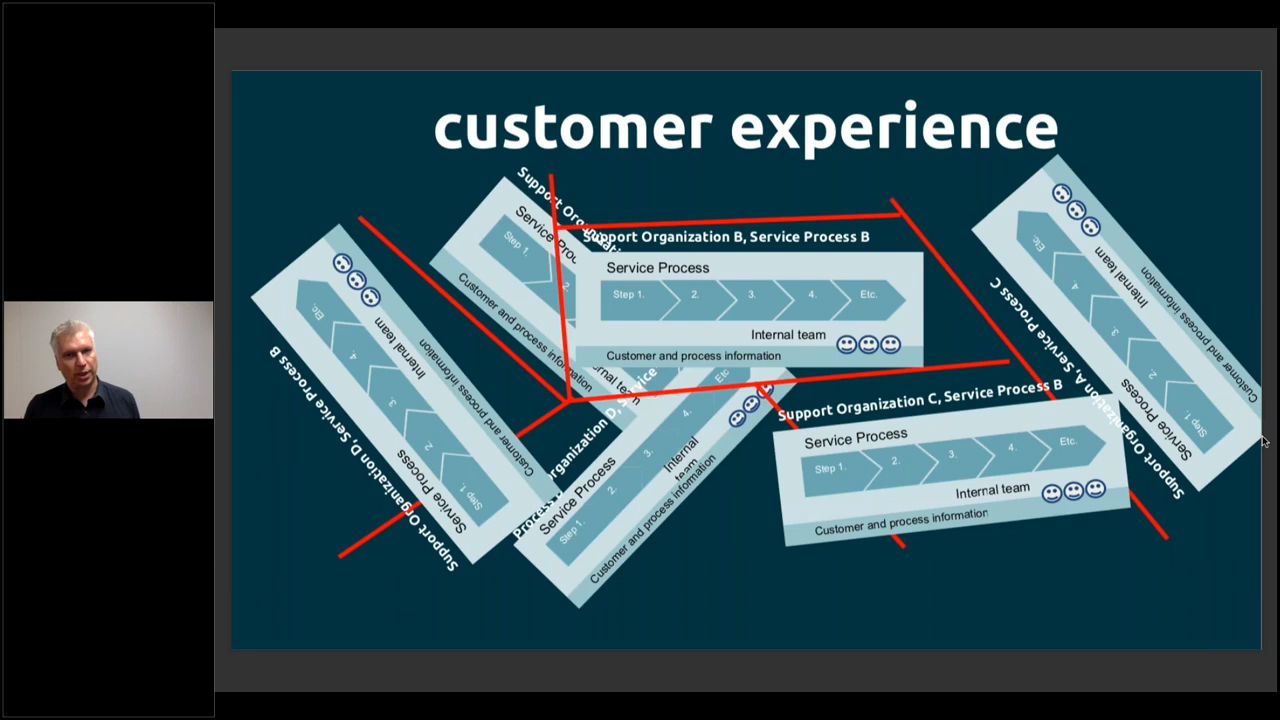 customer experience
Support Organization D, Service Process B
Service Process
Step 1.
2.
3.
4.
Etc.
Internal team
Customer and process information
Support
Service
Step 1.
2.
Customer and process information
team
Support Organization B, Service Process B
Service Process
Step 1.
2.
3.
4.
Etc.
Internal team
Customer and process information
Organization D, Service
Process
Service Process
Step 1.
2.
3.
4.
Etc
Internal
team
Customer and process information
Support Organization C, Service Process B
Service Process
Step 1.
2.
3.
4.
Etc.
Internal team
Customer and process information
Support Organization A, Service Process C
Service Process
Step 1.
2.
3.
4
Etc.
Internal team
Customer and process information